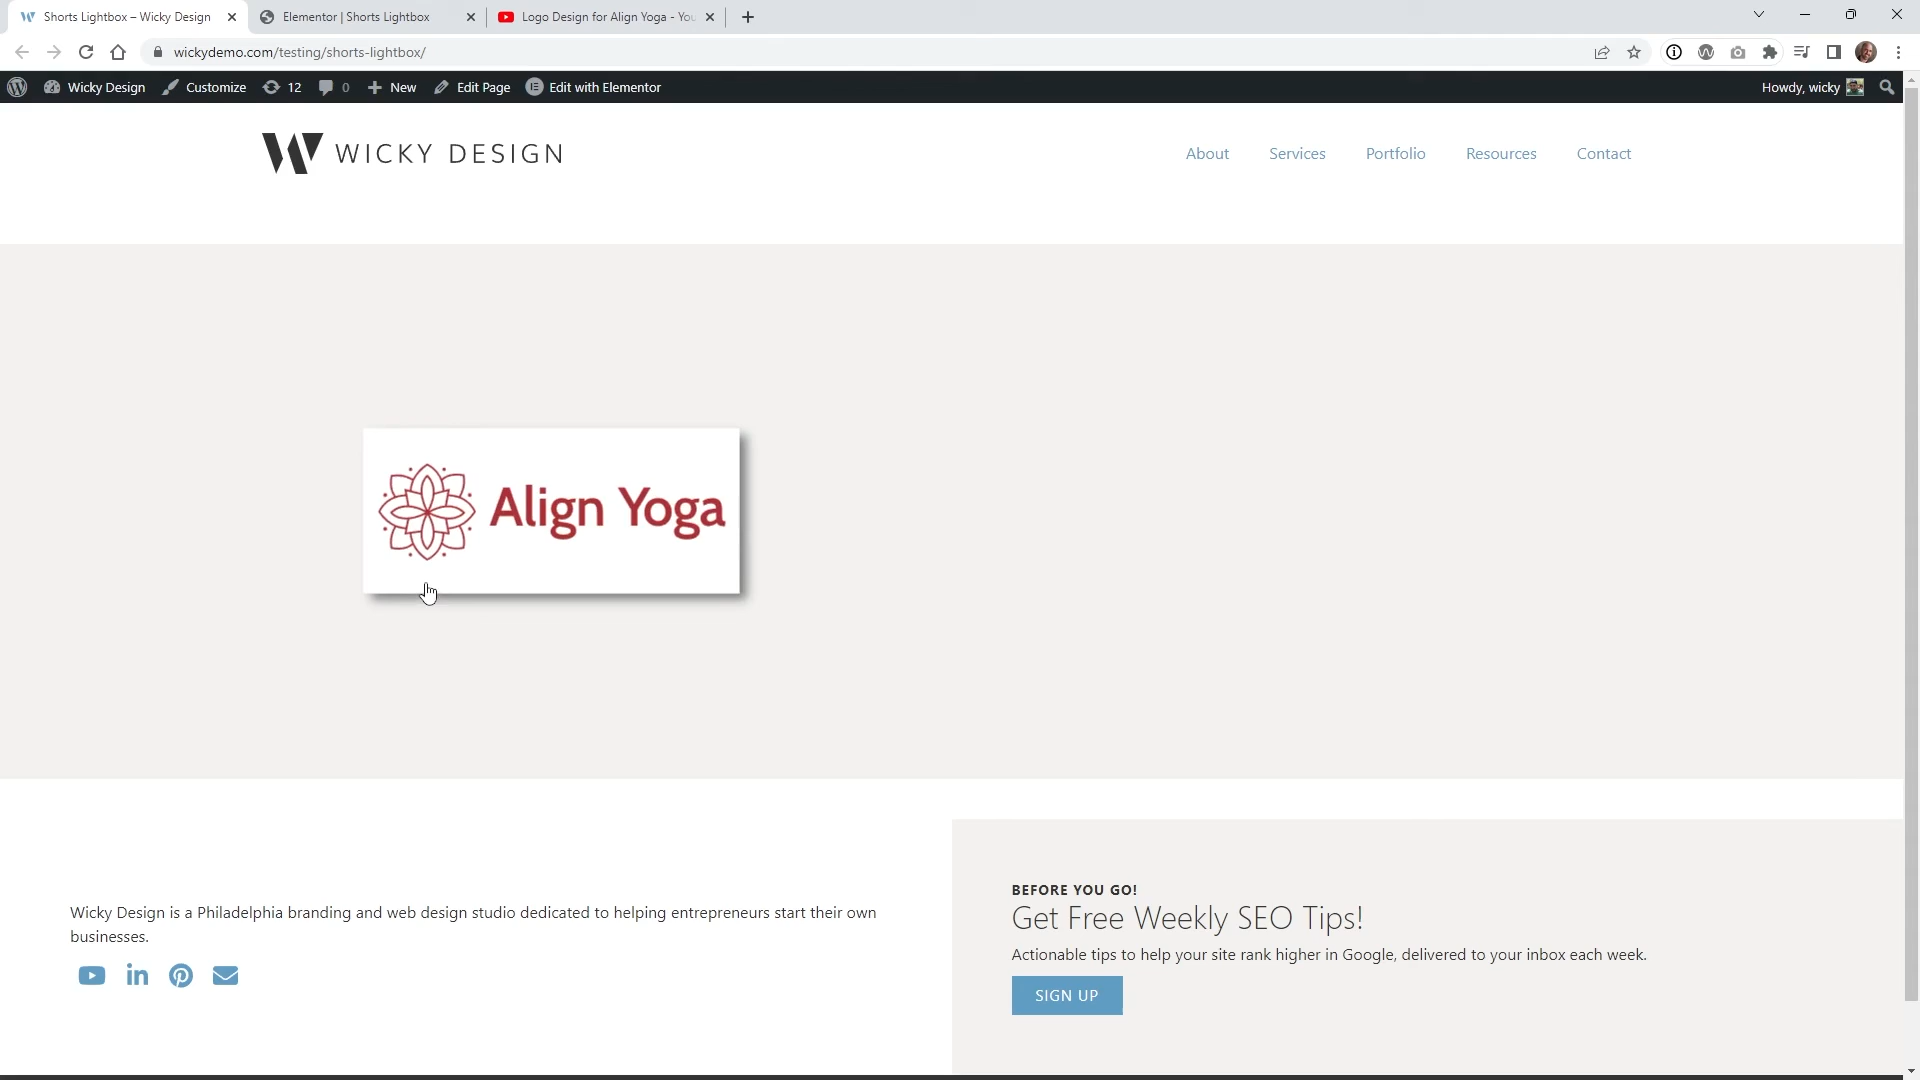 Shorts Lightbox – Wicky Design
Elementor | Shorts Lightbox
Logo Design for Align Yoga - You
wickydemo.com/testing/shorts-lightbox/
Wicky Design
Customize
12
0
New
Edit Page
Edit with Elementor
Howdy, wicky
WICKY DESIGN
About
Services
Portfolio
Resources
Contact
Align Yoga
Wicky Design is a Philadelphia branding and web design studio dedicated to helping entrepreneurs start their own
businesses.
BEFORE YOU GO!
Get Free Weekly SEO Tips!
Actionable tips to help your site rank higher in Google, delivered to your inbox each week.
SIGN UP